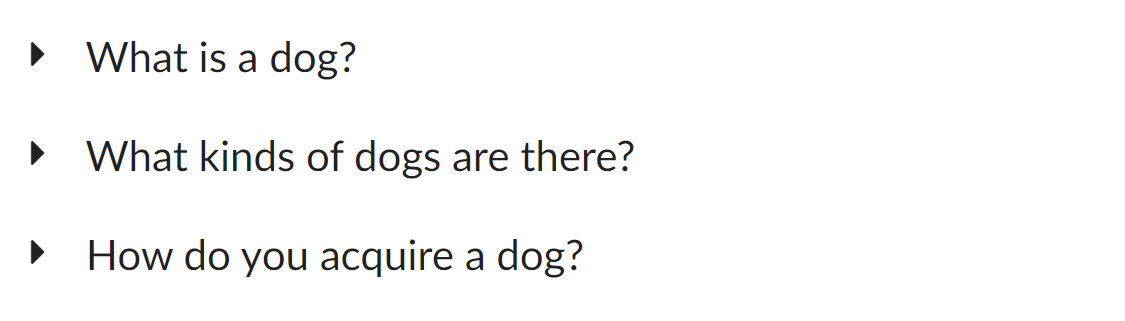 What is a dog?
What kinds of dogs are there?
How do you acquire a dog?